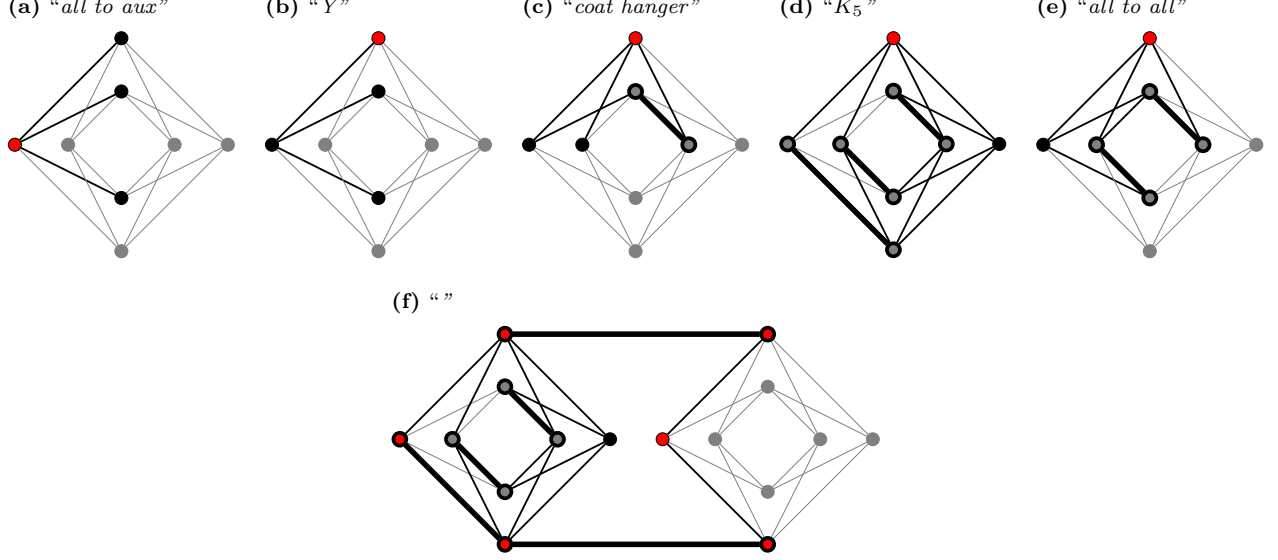 (a) “all to aux”
(b) “Y”
(c) “coat hanger”
(d) “K₅”
(e) “all to all”
(f) “ ”